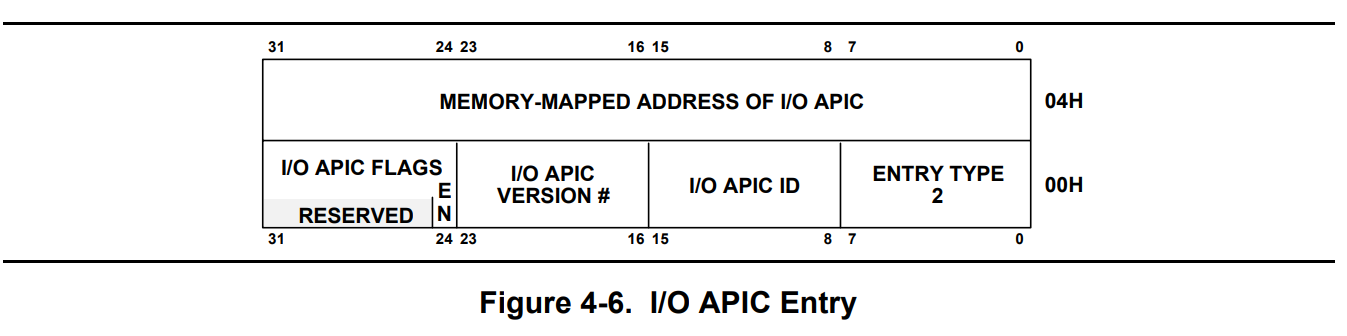 31 24 23 16 15 8 7 0
MEMORY-MAPPED ADDRESS OF I/O APIC 04H
I/O APIC FLAGS
EN
RESERVED
I/O APIC
VERSION #
I/O APIC ID
ENTRY TYPE
2
00H
31 24 23 16 15 8 7 0
Figure 4-6. I/O APIC Entry